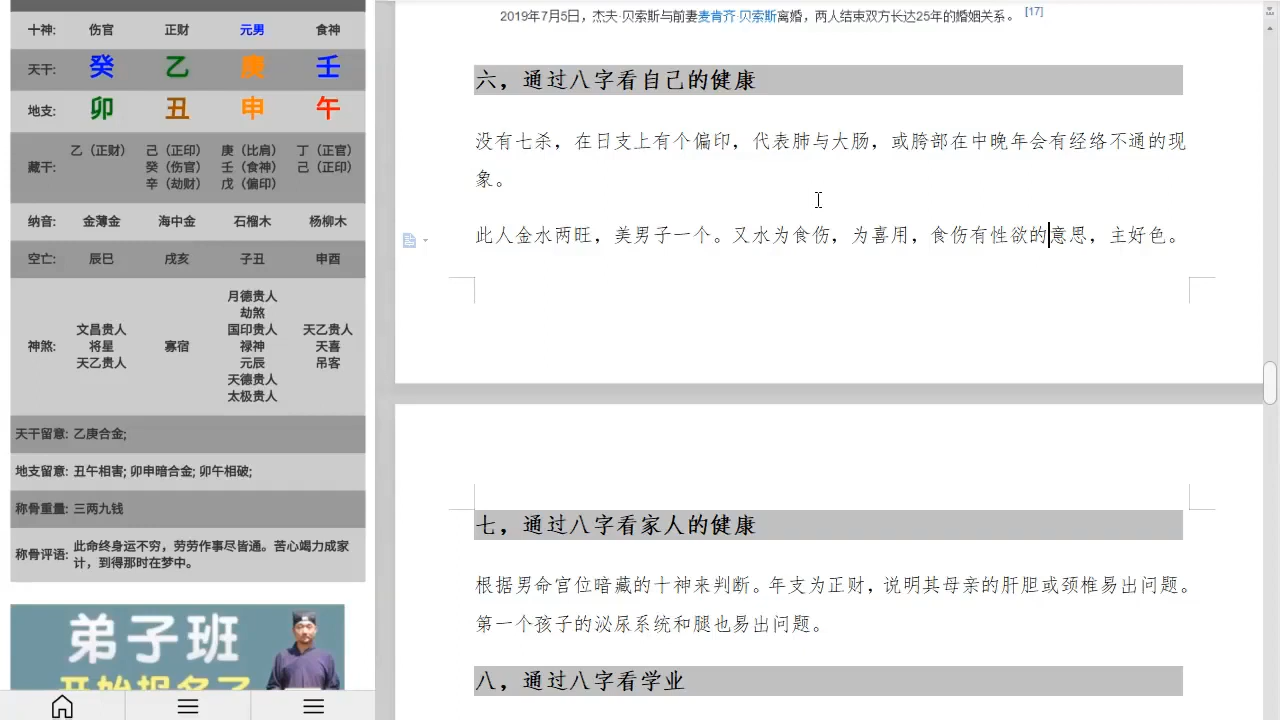 十神: 伤官 正财 元男 食神
天干: 癸 乙 庚 壬
地支: 卯 丑 申 午
藏干: 乙（正财） 己（正印） 庚（比肩） 丁（正官）
癸（伤官） 壬（食神） 己（正印）
辛（劫财） 戊（偏印）
纳音: 金薄金 海中金 石榴木 杨柳木
空亡: 辰巳 戌亥 子丑 申酉
神煞: 文昌贵人 将星 天乙贵人
寡宿
月德贵人
劫煞
国印贵人
禄神
元辰
天德贵人
太极贵人
天乙贵人
天喜
吊客
天干留意: 乙庚合金;
地支留意: 丑午相害; 卯申暗合金; 卯午相破;
称骨重量: 三两九钱
称骨评语: 此命终身运不穷，劳劳作事尽皆通。苦心竭力成家
计，到得那时在梦中。
弟子班
开始报名了
2019年7月5日，杰夫·贝索斯与前妻麦肯齐·贝索斯离婚，两人结束双方长达25年的婚姻关系。 [17]
六，通过八字看自己的健康
没有七杀，在日支上有个偏印，代表肺与大肠，或胯部在中晚年会有经络不通的现
象。
此人金水两旺，美男子一个。又水为食伤，为喜用，食伤有性欲的意思，主好色。
七，通过八字看家人的健康
根据男命宫位暗藏的十神来判断。年支为正财，说明其母亲的肝胆或颈椎易出问题。
第一个孩子的泌尿系统和腿也易出问题。
八，通过八字看学业